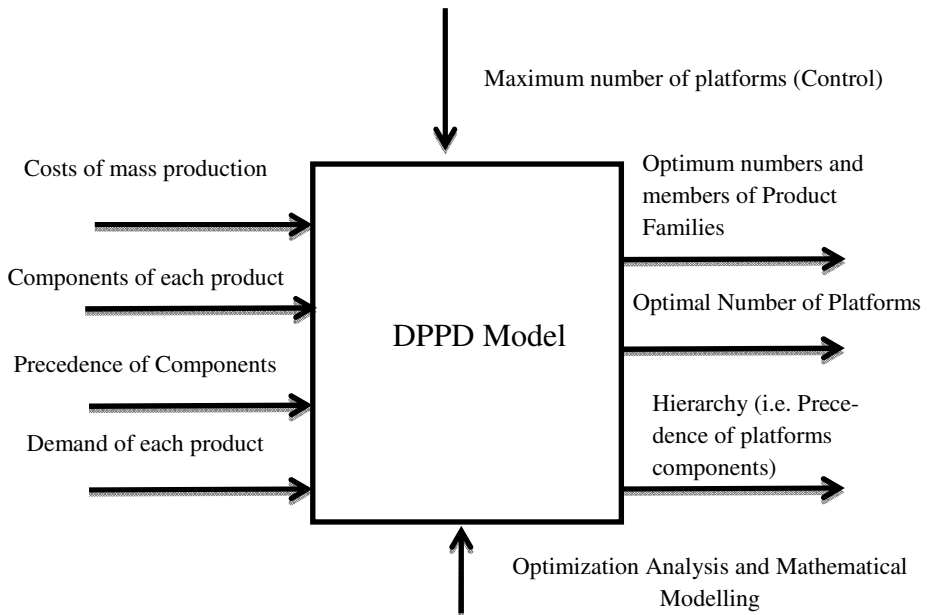 Maximum number of platforms (Control)
Costs of mass production
Components of each product
Precedence of Components
Demand of each product
DPPD Model
Optimum numbers and
members of Product
Families
Optimal Number of Platforms
Hierarchy (i.e. Prece-
dence of platforms
components)
Optimization Analysis and Mathematical
Modelling